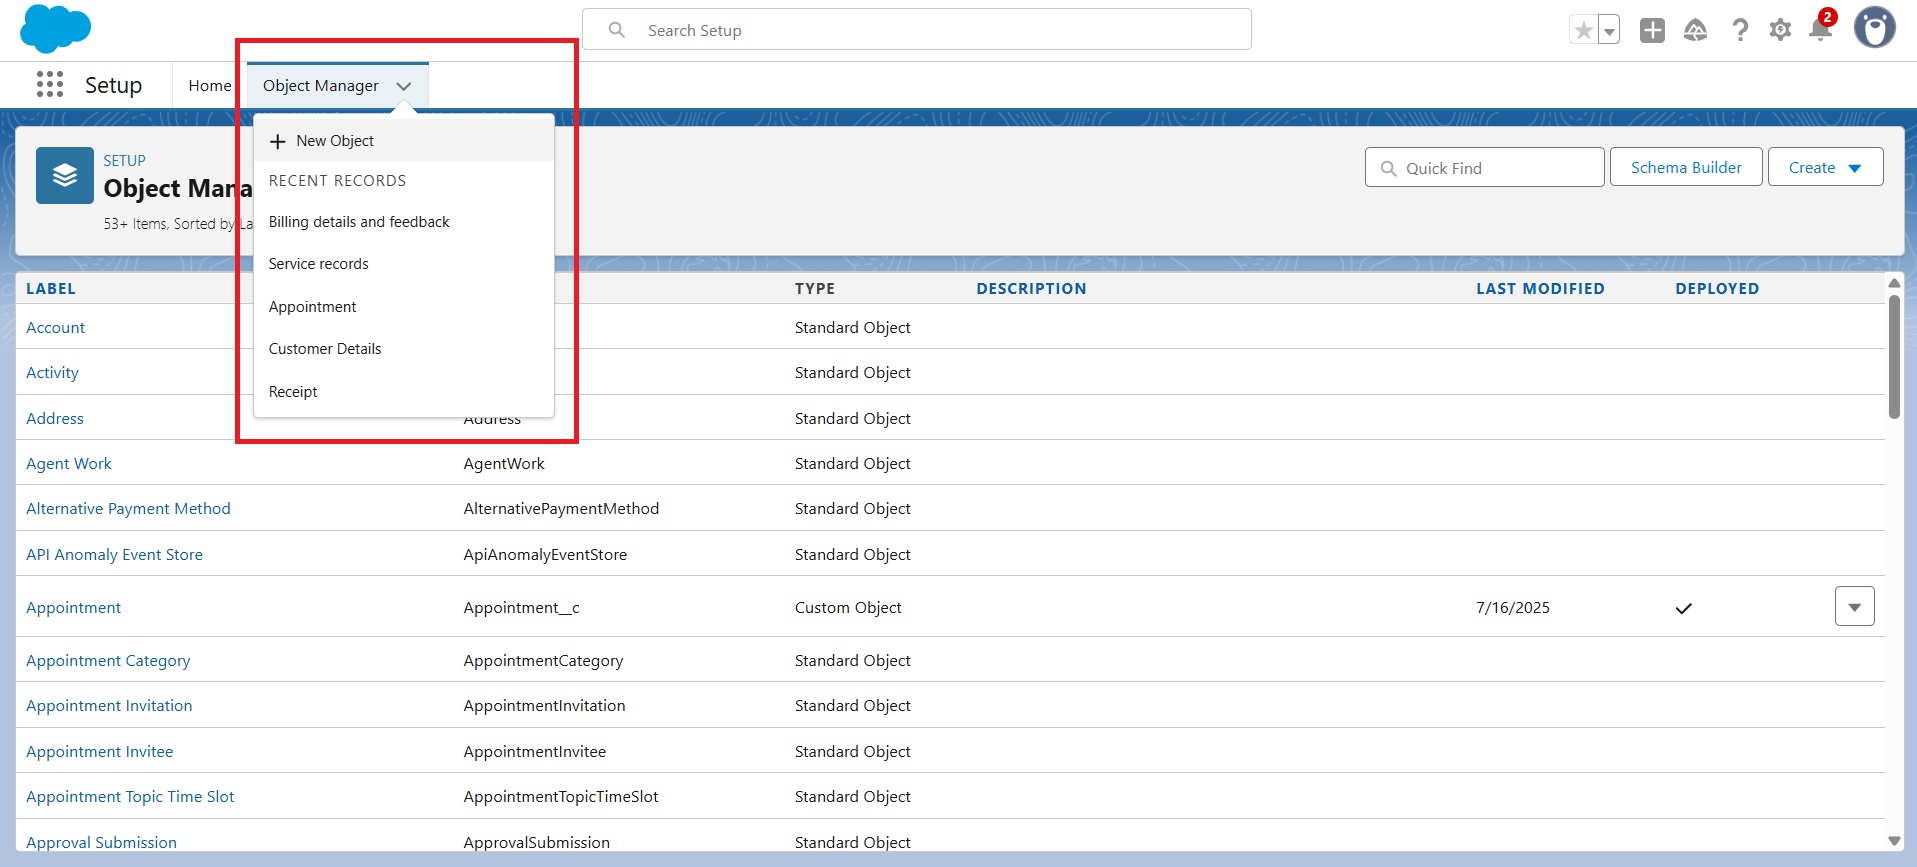 Search Setup
2
Setup
Home
Object Manager
New Object
RECENT RECORDS
Billing details and feedback
Service records
Appointment
Customer Details
Receipt
SETUP
Object Mana
53+ Items, Sorted by La
Quick Find
Schema Builder
Create
LABEL TYPE DESCRIPTION LAST MODIFIED DEPLOYED
Account Standard Object
Activity Standard Object
Address Address Standard Object
Agent Work AgentWork Standard Object
Alternative Payment Method AlternativePaymentMethod Standard Object
API Anomaly Event Store ApiAnomalyEventStore Standard Object
Appointment Appointment__c Custom Object 7/16/2025
Appointment Category AppointmentCategory Standard Object
Appointment Invitation AppointmentInvitation Standard Object
Appointment Invitee AppointmentInvitee Standard Object
Appointment Topic Time Slot AppointmentTopicTimeSlot Standard Object
Approval Submission ApprovalSubmission Standard Object